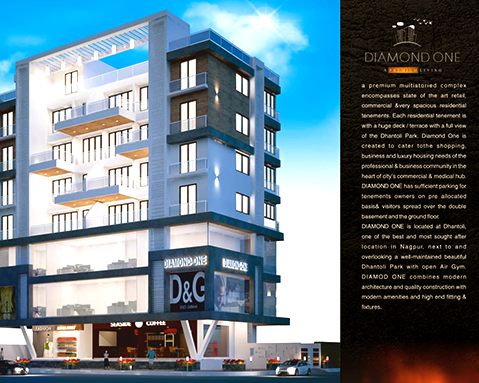 DIAMOND ONE
A PREMIUM LIVING
a premium multistoried complex
encompasses state of the art retail,
commercial &very spacious residential
tenements. Each residential tenement is
with a huge deck / terrace with a full view
of the Dhantoli Park. Diamond One is
created to cater tothe shopping,
business and luxury housing needs of the
professional & business community in the
heart of city's commercial & medical hub.
DIAMOND ONE has sufficient parking for
tenements owners on pre allocated
basis& visitors spread over the double
basement and the ground floor.
DIAMOND ONE is located at Dhantoli,
one of the best and most sought after
location in Nagpur, next to and
overlooking a well-maintained beautiful
Dhantoli Park with open Air Gym.
DIAMOD ONE combines modern
architecture and quality construction with
modern amenities and high end fitting &
fixtures.
DIAMOND ONE
DIAMOND ONE
D&G
SEASIDE COFFEE